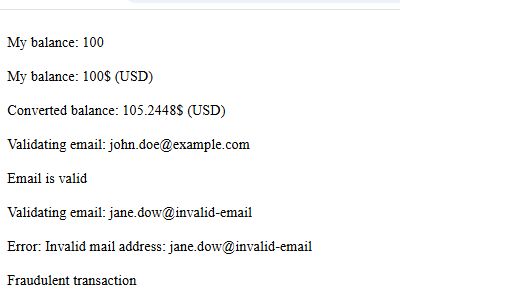 My balance: 100
My balance: 100$ (USD)
Converted balance: 105.2448$ (USD)
Validating email: john.doe@example.com
Email is valid
Validating email: jane.dow@invalid-email
Error: Invalid mail address: jane.dow@invalid-email
Fraudulent transaction